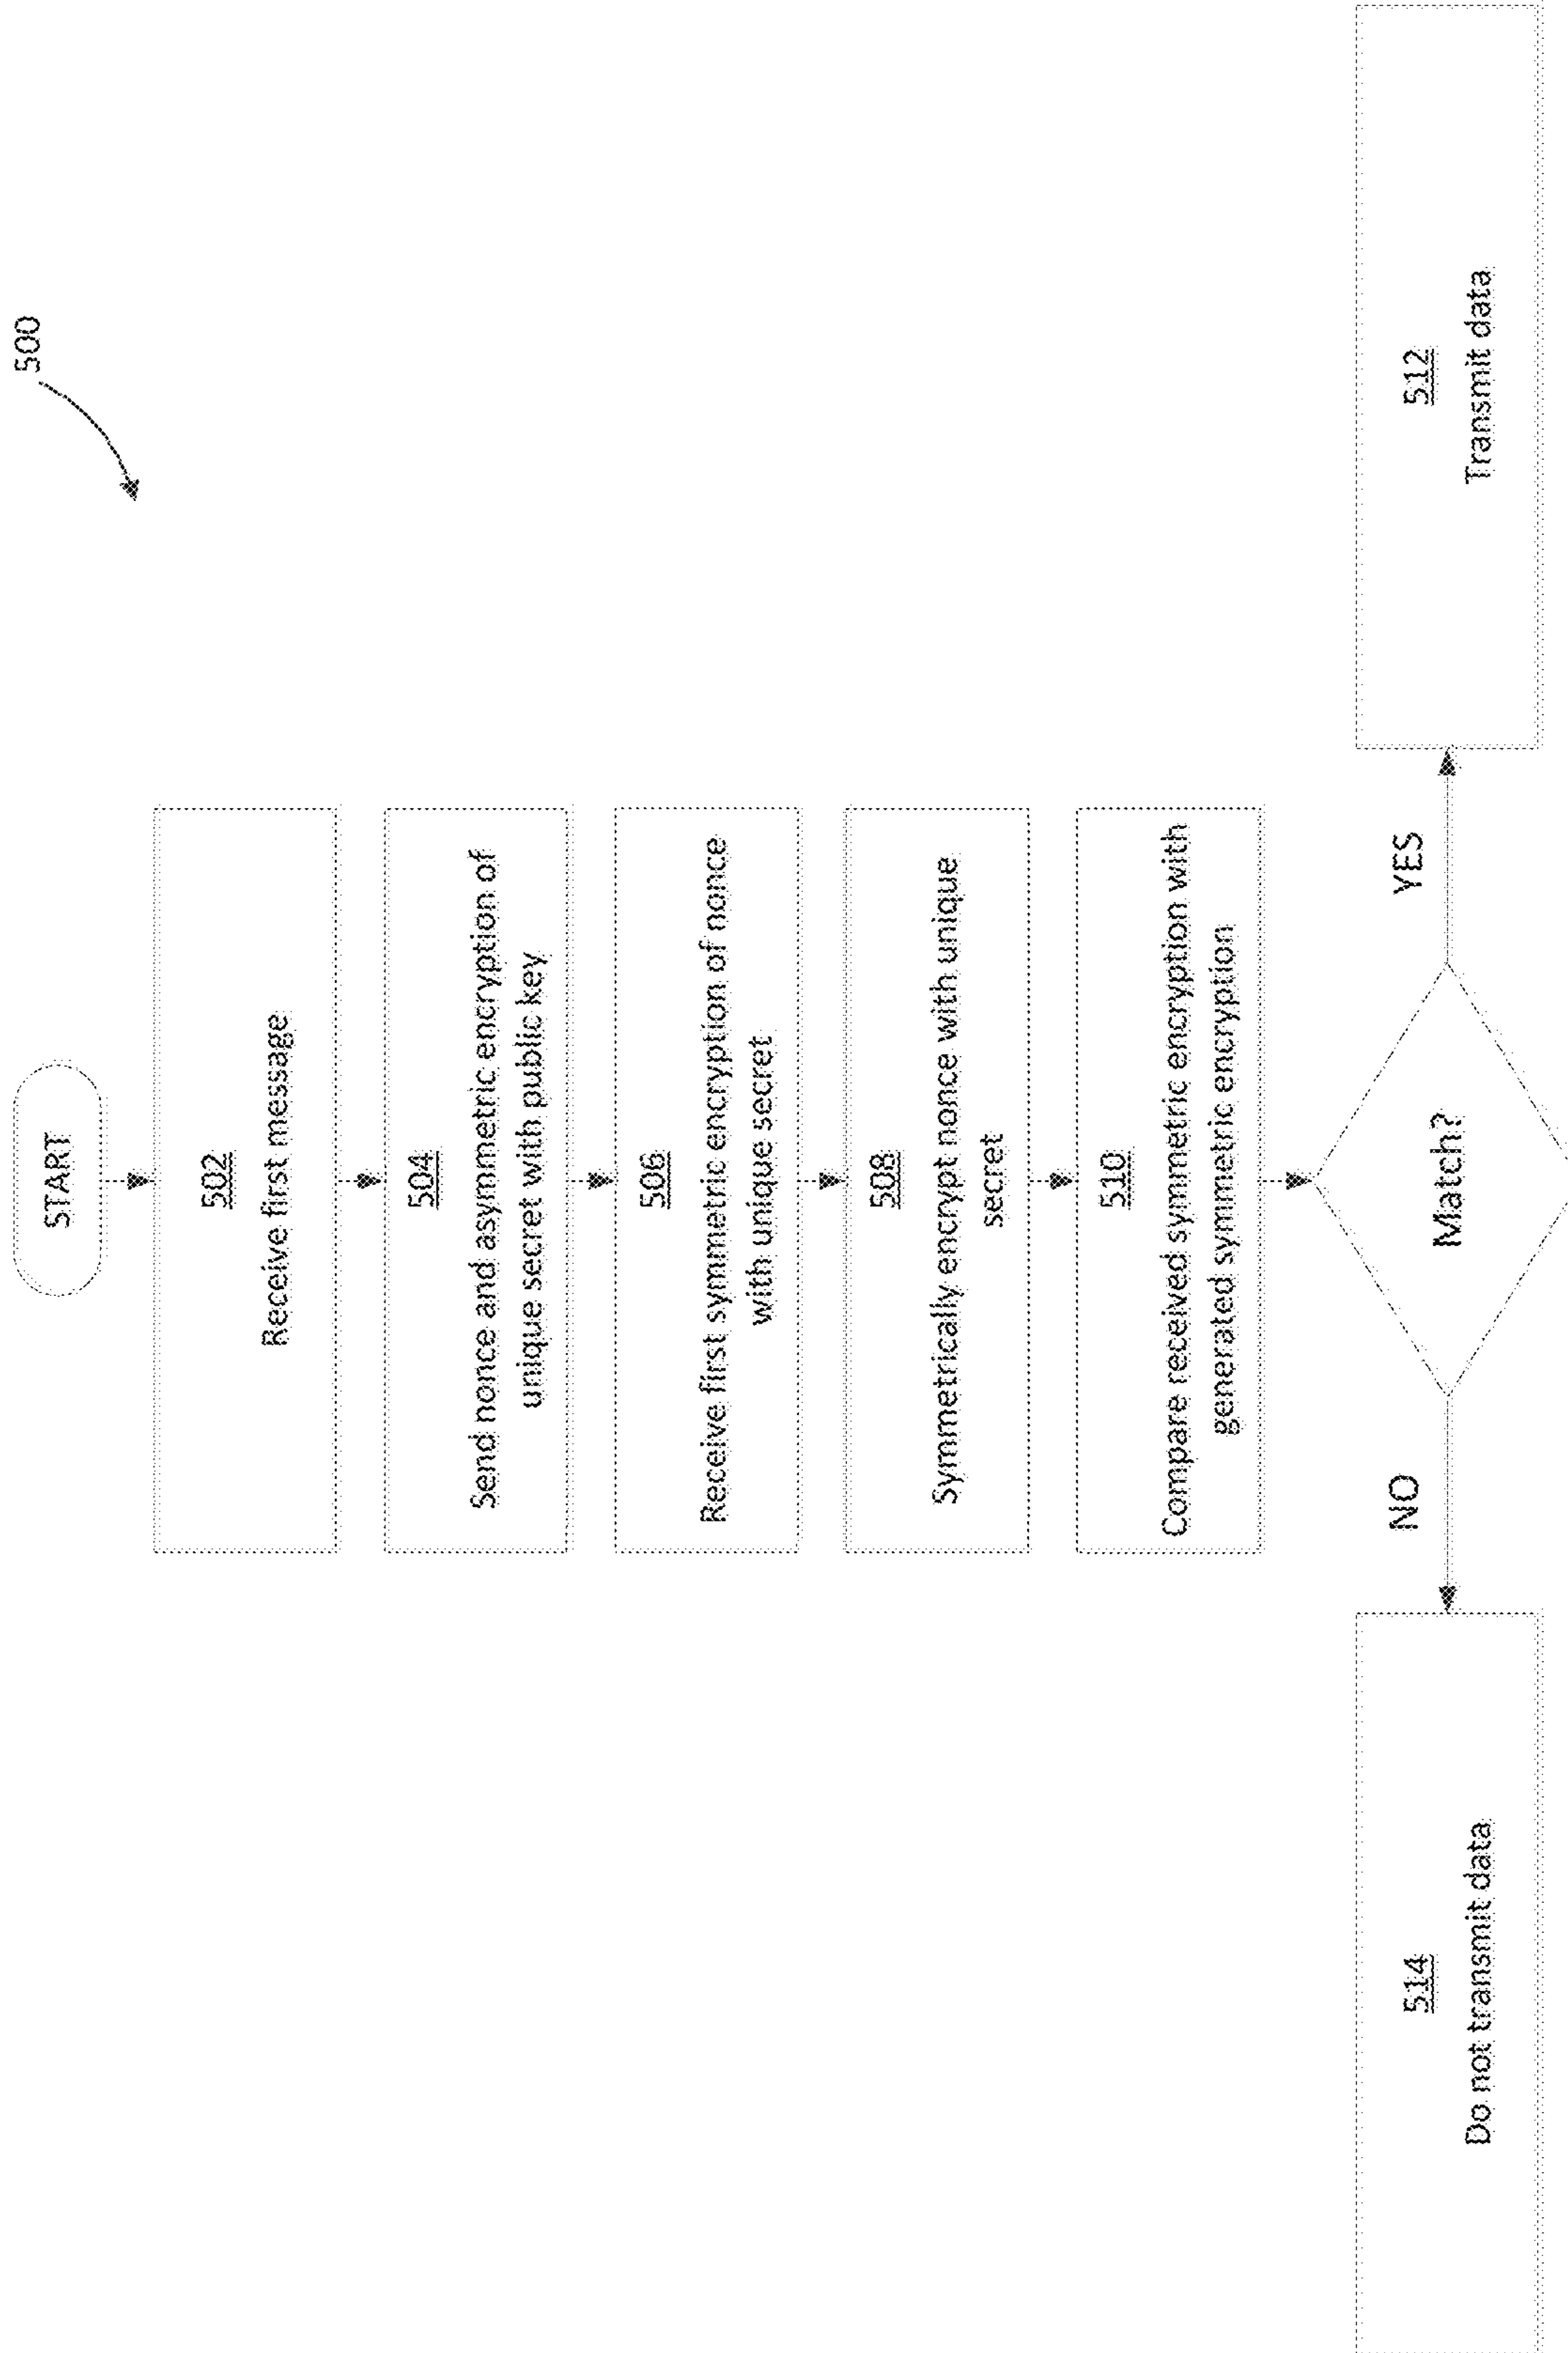 500
START
502
Receive first message
504
Send nonce and asymmetric encryption of
unique secret with public key
506
Receive first symmetric encryption of nonce
with unique secret
508
Symmetrically encrypt nonce with unique
secret
510
Compare received symmetric encryption with
generated symmetric encryption
Match?
NO
YES
514
Do not transmit data
512
Transmit data